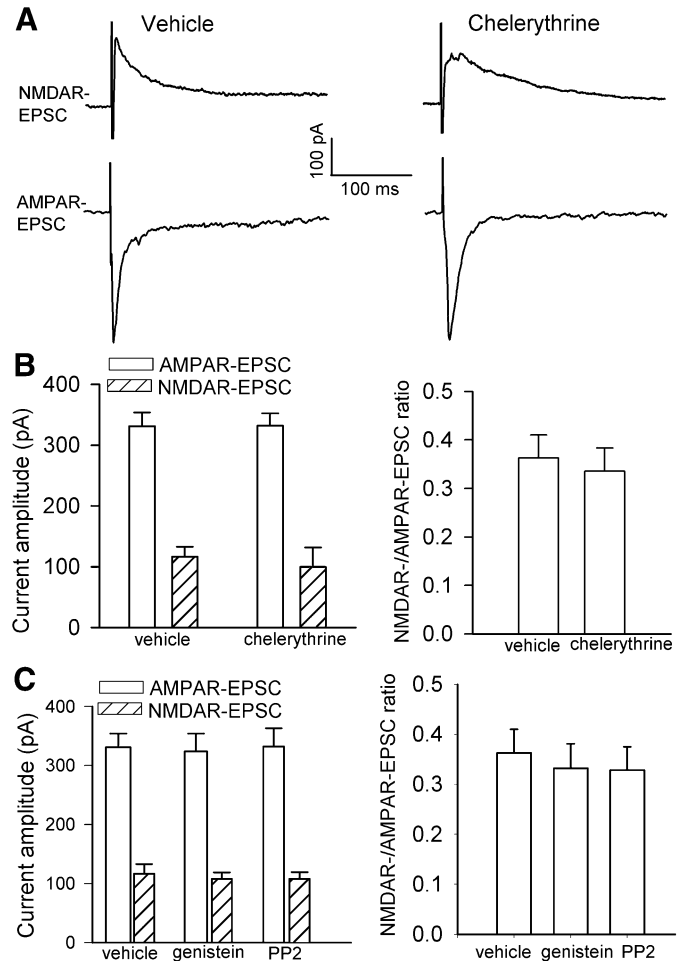 A
Vehicle
Chelerythrine
NMDAR-
EPSC
100 pA
100 ms
AMPAR-
EPSC
B
AMPAR-EPSC
NMDAR-EPSC
Current amplitude (pA)
400
300
200
100
0
vehicle
chelerythrine
NMDAR-/AMPAR-EPSC ratio
0.5
0.4
0.3
0.2
0.1
0.0
vehicle
chelerythrine
C
AMPAR-EPSC
NMDAR-EPSC
Current amplitude (pA)
400
300
200
100
0
vehicle
genistein
PP2
NMDAR-/AMPAR-EPSC ratio
0.5
0.4
0.3
0.2
0.1
0.0
vehicle
genistein
PP2